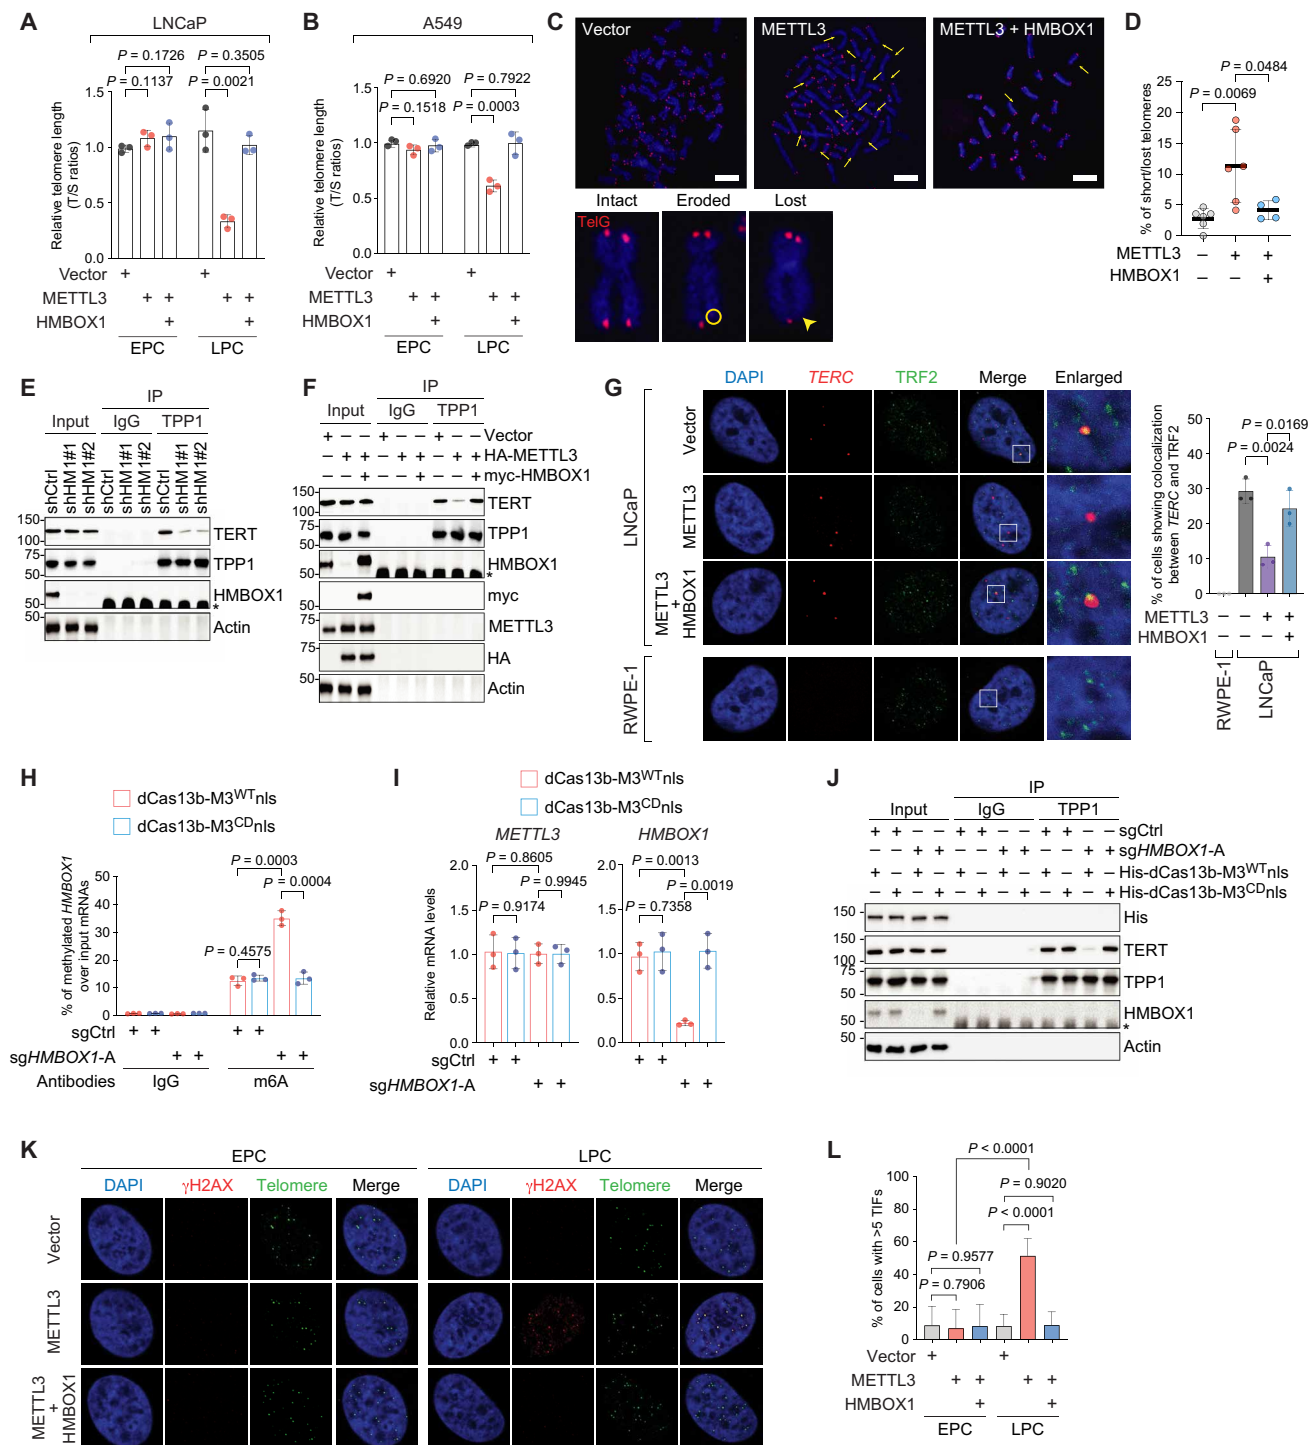 A
LNCaP
P = 0.1726
P = 0.3505
P = 0.1137
P = 0.0021
Relative telomere length
(T/S ratios)
1.5
1.0
0.5
0.0
Vector + +
METTL3 + + + +
HMBOX1 + +
EPC LPC
B
A549
P = 0.6920
P = 0.7922
P = 0.1518
P = 0.0003
Relative telomere length
(T/S ratios)
1.5
1.0
0.5
0.0
Vector + +
METTL3 + + + +
HMBOX1 + +
EPC LPC
C
Vector
METTL3
METTL3 + HMBOX1
Intact Eroded Lost
TelG
D
P = 0.0484
P = 0.0069
% of short/lost telomeres
25
20
15
10
5
0
METTL3 − + +
HMBOX1 − − +
E
IP
Input IgG TPP1
shCtrl shHM1#1 shHM1#2 shCtrl shHM1#1 shHM1#2 shCtrl shHM1#1 shHM1#2
150
100
TERT
75
TPP1
50
HMBOX1
*
50
Actin
F
IP
Input IgG TPP1
+ − − + − − + − − Vector
− + + − + + − + + HA-METTL3
− − + − − + − − + myc-HMBOX1
150
100
TERT
75
50
TPP1
75
50
HMBOX1
*
50
myc
75
METTL3
75
HA
50
Actin
G
DAPI TERC TRF2 Merge Enlarged
LNCaP
Vector
METTL3
METTL3
+
HMBOX1
RWPE-1
% of cells showing colocalization
between TERC and TRF2
50
40
30
20
10
0
P = 0.0169
P = 0.0024
METTL3 − − + +
HMBOX1 − − − +
RWPE-1
LNCaP
H
dCas13b-M3WTnls
dCas13b-M3CDnls
P = 0.0003
P = 0.0004
P = 0.4575
% of methylated HMBOX1
over input mRNAs
50
40
30
20
10
0
sgCtrl + + + +
sgHMBOX1-A + + + +
Antibodies IgG m6A
I
dCas13b-M3WTnls
dCas13b-M3CDnls
METTL3 HMBOX1
P = 0.8605
P = 0.9945
P = 0.9174
P = 0.0013
P = 0.0019
P = 0.7358
Relative mRNA levels
2.0
1.5
1.0
0.5
0.0
2.0
1.5
1.0
0.5
0.0
sgCtrl + + + +
sgHMBOX1-A + + + +
J
IP
Input IgG TPP1
+ + − − + + − − + + − − sgCtrl
− − + + − − + + − − + + sgHMBOX1-A
+ − + − + − + − + − + − His-dCas13b-M3WTnls
− + − + − + − + − + − + His-dCas13b-M3CDnls
150
His
150
100
TERT
75
50
TPP1
50
HMBOX1
*
50
Actin
K
EPC LPC
DAPI γH2AX Telomere Merge DAPI γH2AX Telomere Merge
Vector
METTL3
METTL3
+
HMBOX1
L
P < 0.0001
P = 0.9020
P < 0.0001
P = 0.9577
P = 0.7906
% of cells with >5 TIFs
100
80
60
40
20
0
Vector + +
METTL3 + + + +
HMBOX1 + +
EPC LPC